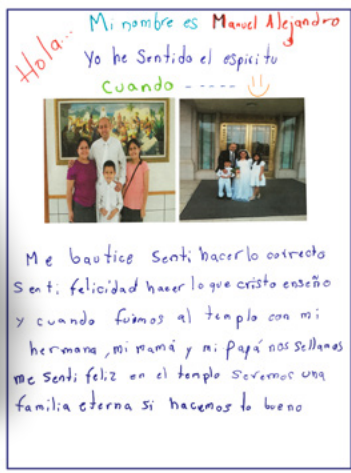 Hola...
Mi nombre es Manuel Alejandro
Yo he Sentido el espiritu
Cuando -----
Me bautice Senti hacer lo correcto
Senti felicidad hacer lo que cristo enseño
y cuando fuimos al templo con mi
hermana, mi mamá y mi papá nos sellamos
me Senti feliz en el templo Seremos una
familia eterna si hacemos lo bueno